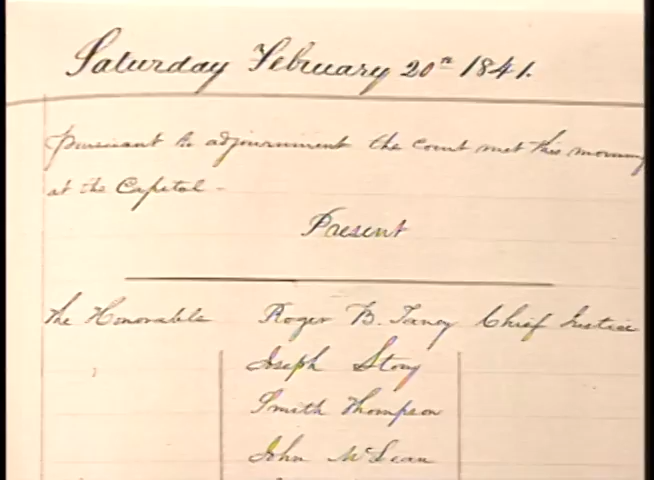 Saturday February 20th 1841.
Pursuant to adjournment the Court met this morning
at the Capitol -
Present
The Honorable Roger B. Taney Chief Justice
Joseph Story
Smith Thompson
John McLean